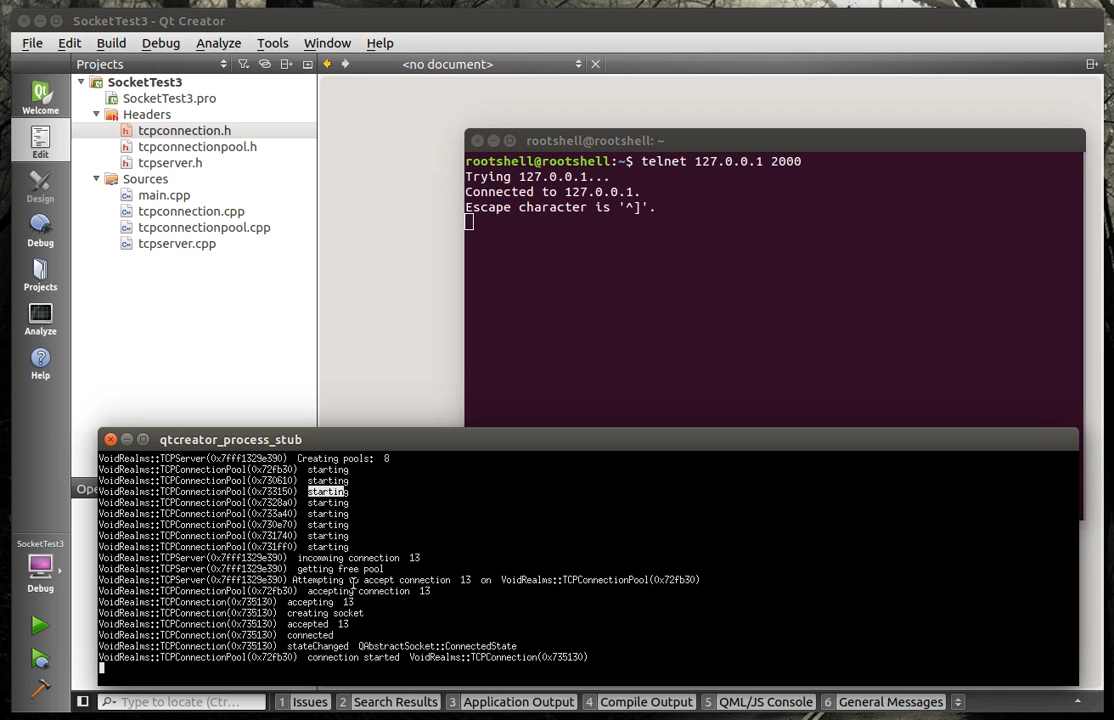 SocketTest3 - Qt Creator
File Edit Build Debug Analyze Tools Window Help
Projects <no document>
Welcome
Edit
Design
Debug
Projects
Analyze
Help
SocketTest3
Debug
SocketTest3
SocketTest3.pro
Headers
tcpconnection.h
tcpconnectionpool.h
tcpserver.h
Sources
main.cpp
tcpconnection.cpp
tcpconnectionpool.cpp
tcpserver.cpp
Ope
rootshell@rootshell: ~
rootshell@rootshell:~$ telnet 127.0.0.1 2000
Trying 127.0.0.1...
Connected to 127.0.0.1.
Escape character is '^]'.
qtcreator_process_stub
VoidRealms::TCPServer(0x7fff1329e390) Creating pools: 8
VoidRealms::TCPConnectionPool(0x72fb30) starting
VoidRealms::TCPConnectionPool(0x730610) starting
VoidRealms::TCPConnectionPool(0x733150) starting
VoidRealms::TCPConnectionPool(0x7328a0) starting
VoidRealms::TCPConnectionPool(0x733a40) starting
VoidRealms::TCPConnectionPool(0x730e70) starting
VoidRealms::TCPConnectionPool(0x731740) starting
VoidRealms::TCPConnectionPool(0x731ff0) starting
VoidRealms::TCPServer(0x7fff1329e390) incomming connection 13
VoidRealms::TCPServer(0x7fff1329e390) getting free pool
VoidRealms::TCPServer(0x7fff1329e390) Attempting to accept connection 13 on VoidRealms::TCPConnectionPool(0x72fb30)
VoidRealms::TCPConnectionPool(0x72fb30) accepting connection 13
VoidRealms::TCPConnection(0x735130) accepting 13
VoidRealms::TCPConnection(0x735130) creating socket
VoidRealms::TCPConnection(0x735130) accepted 13
VoidRealms::TCPConnection(0x735130) connected
VoidRealms::TCPConnection(0x735130) stateChanged QAbstractSocket::ConnectedState
VoidRealms::TCPConnectionPool(0x72fb30) connection started VoidRealms::TCPConnection(0x735130)
Type to locate (Ctrl... 1 Issues 2 Search Results 3 Application Output 4 Compile Output 5 QML/JS Console 6 General Messages